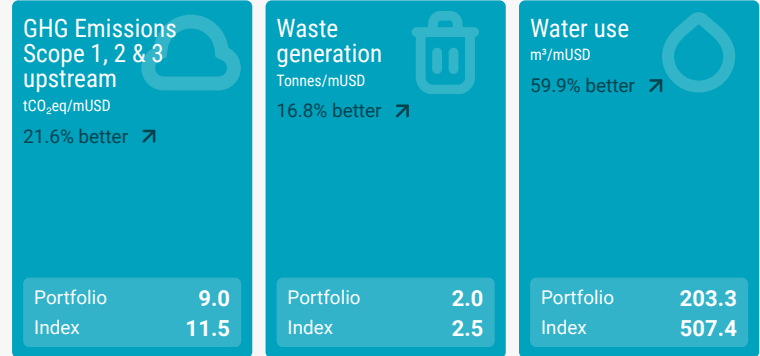 GHG Emissions
Scope 1, 2 & 3
upstream
tCO₂eq/mUSD
21.6% better
Portfolio 9.0
Index 11.5
Waste
generation
Tonnes/mUSD
16.8% better
Portfolio 2.0
Index 2.5
Water use
m³/mUSD
59.9% better
Portfolio 203.3
Index 507.4